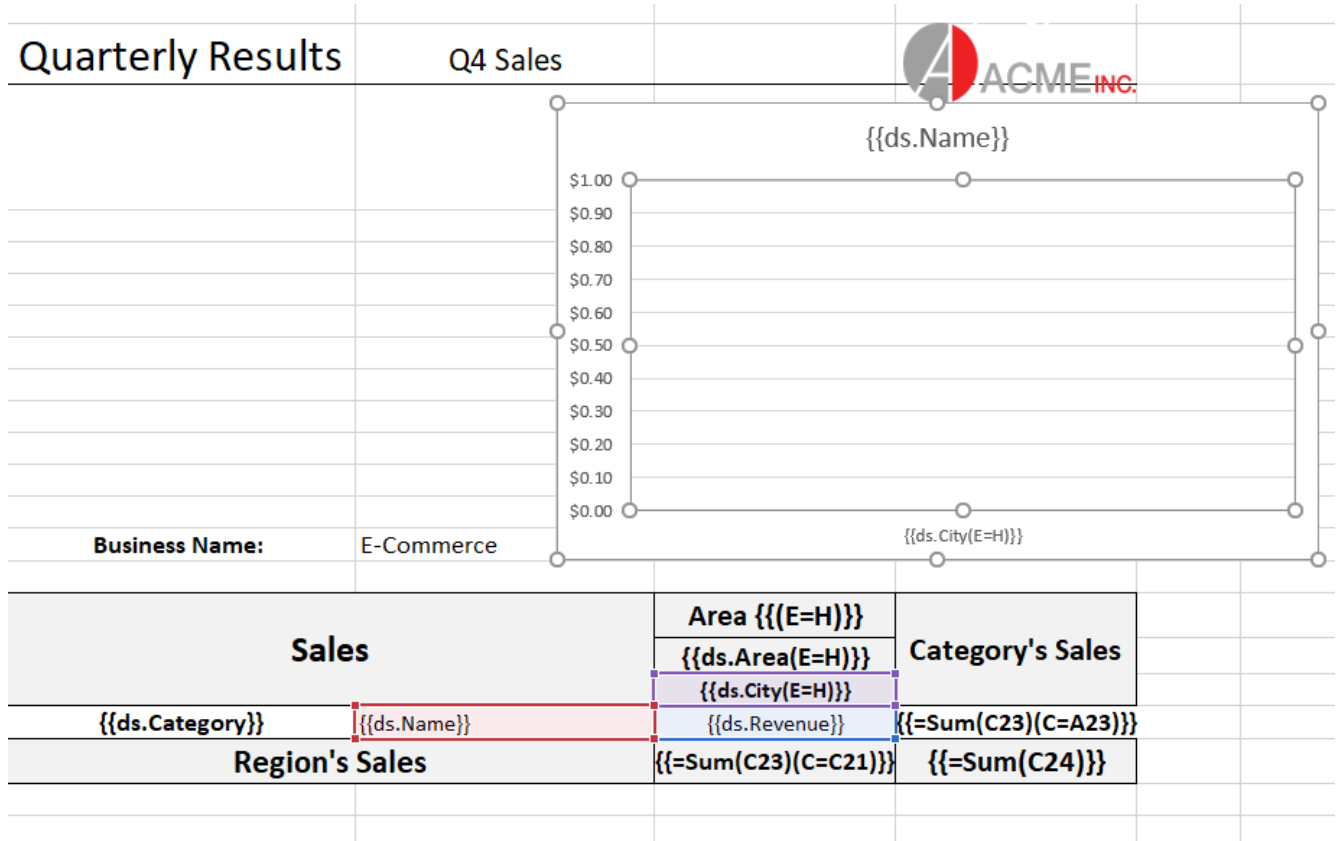 Quarterly Results
Q4 Sales
ACME INC.
{{ds.Name}}
$1.00
$0.90
$0.80
$0.70
$0.60
$0.50
$0.40
$0.30
$0.20
$0.10
$0.00
{{ds.City(E=H)}}
Business Name:
E-Commerce
Sales
Area {{(E=H)}}
{{ds.Area(E=H)}}
{{ds.City(E=H)}}
Category's Sales
{{ds.Category}}
{{ds.Name}}
{{ds.Revenue}}
{{=Sum(C23)(C=A23)}}
Region's Sales
{{=Sum(C23)(C=C21)}}
{{=Sum(C24)}}